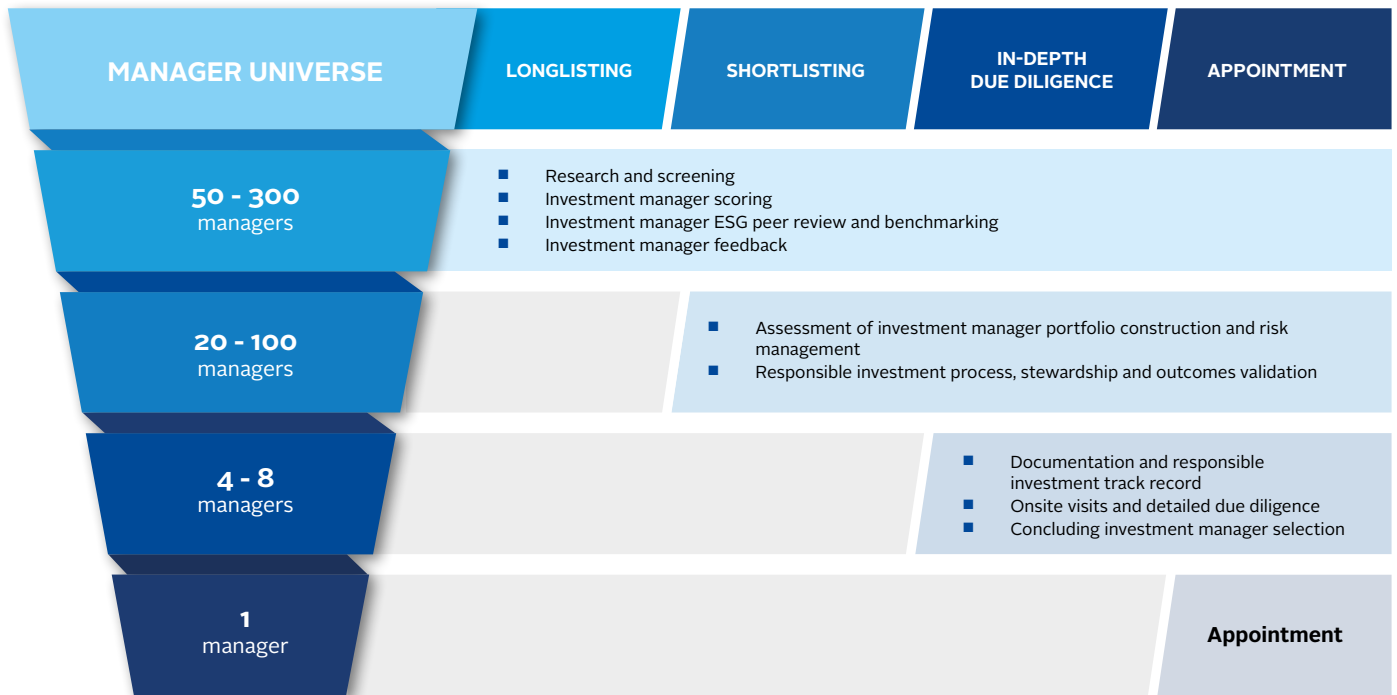 MANAGER UNIVERSE
LONGLISTING
SHORTLISTING
IN-DEPTH
DUE DILIGENCE
APPOINTMENT
50 - 300
managers
■ Research and screening
■ Investment manager scoring
■ Investment manager ESG peer review and benchmarking
■ Investment manager feedback
20 - 100
managers
■ Assessment of investment manager portfolio construction and risk
management
■ Responsible investment process, stewardship and outcomes validation
4 - 8
managers
■ Documentation and responsible
investment track record
■ Onsite visits and detailed due diligence
■ Concluding investment manager selection
1
manager
Appointment